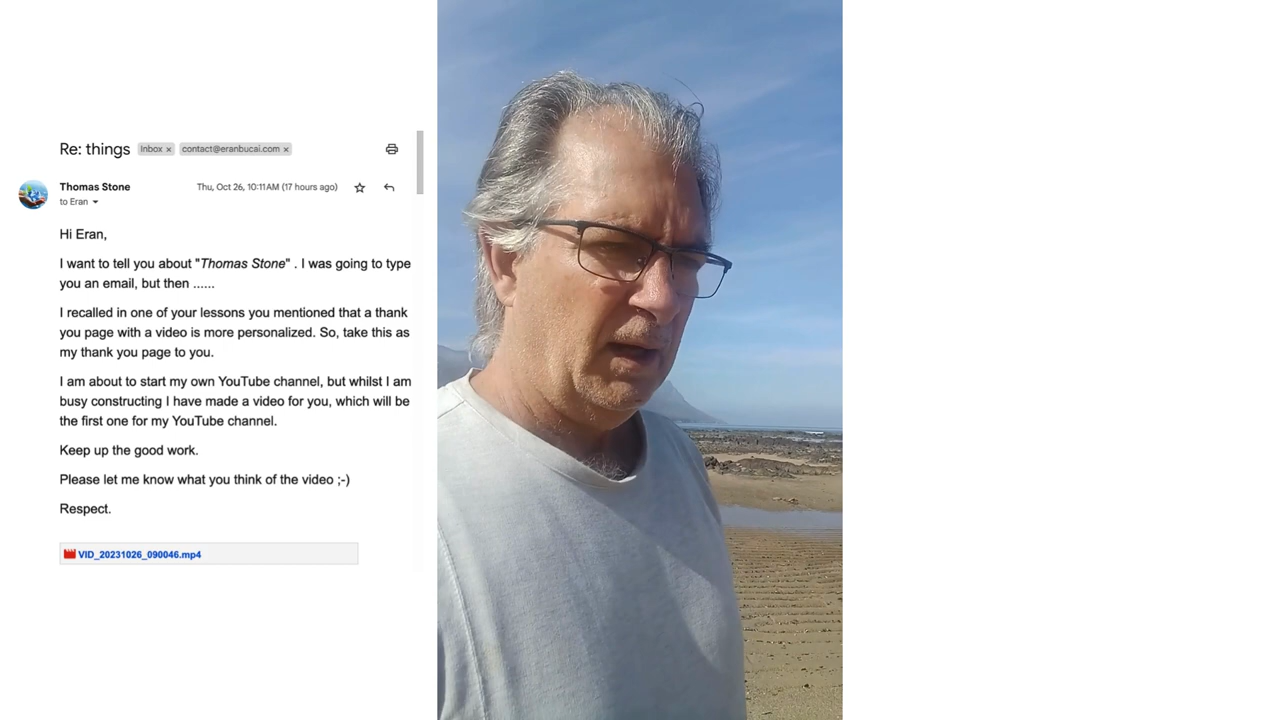 Re: things Inbox × contact@eranbucai.com ×
Thomas Stone Thu, Oct 26, 10:11 AM (17 hours ago)
to Eran
Hi Eran,
I want to tell you about "Thomas Stone" . I was going to type
you an email, but then ......
I recalled in one of your lessons you mentioned that a thank
you page with a video is more personalized. So, take this as
my thank you page to you.
I am about to start my own YouTube channel, but whilst I am
busy constructing I have made a video for you, which will be
the first one for my YouTube channel.
Keep up the good work.
Please let me know what you think of the video ;-)
Respect.
VID_20231026_090046.mp4